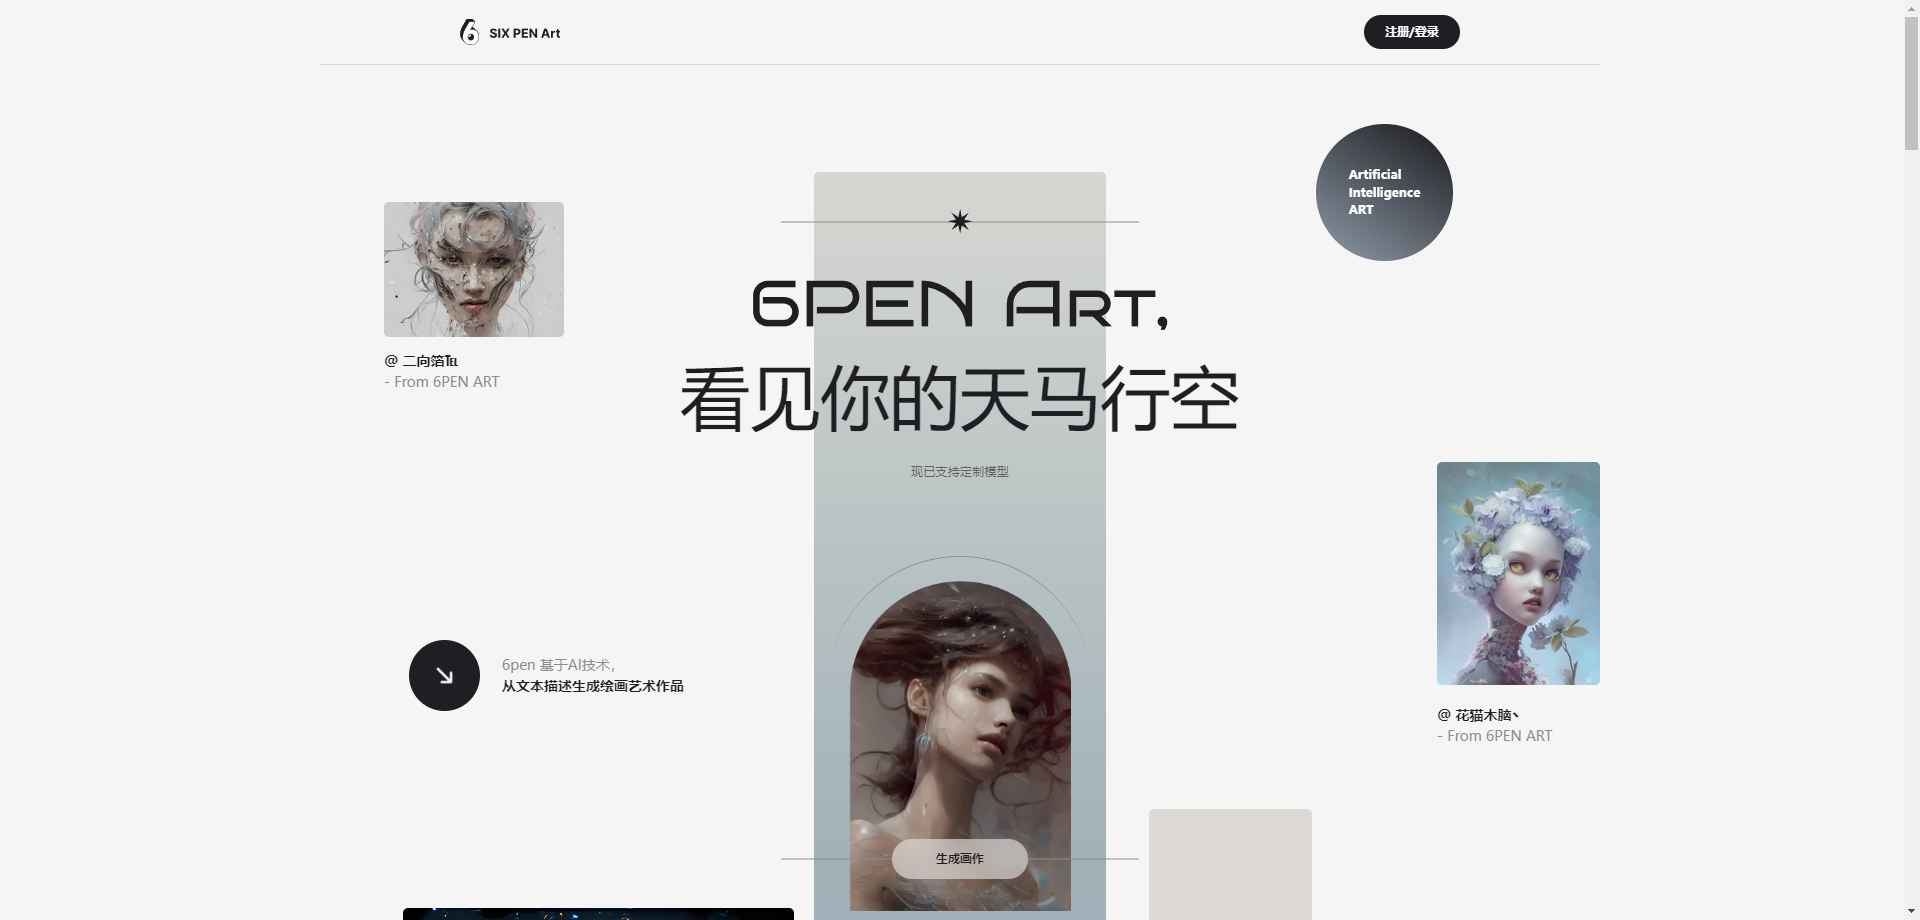 SIX PEN Art
注册/登录
Artificial
Intelligence
ART
6PEN Art,
看见你的天马行空
现已支持定制模型
@ 二向箔℡
- From 6PEN ART
6pen 基于AI技术，
从文本描述生成绘画艺术作品
@ 花猫木脑丶
- From 6PEN ART
生成画作